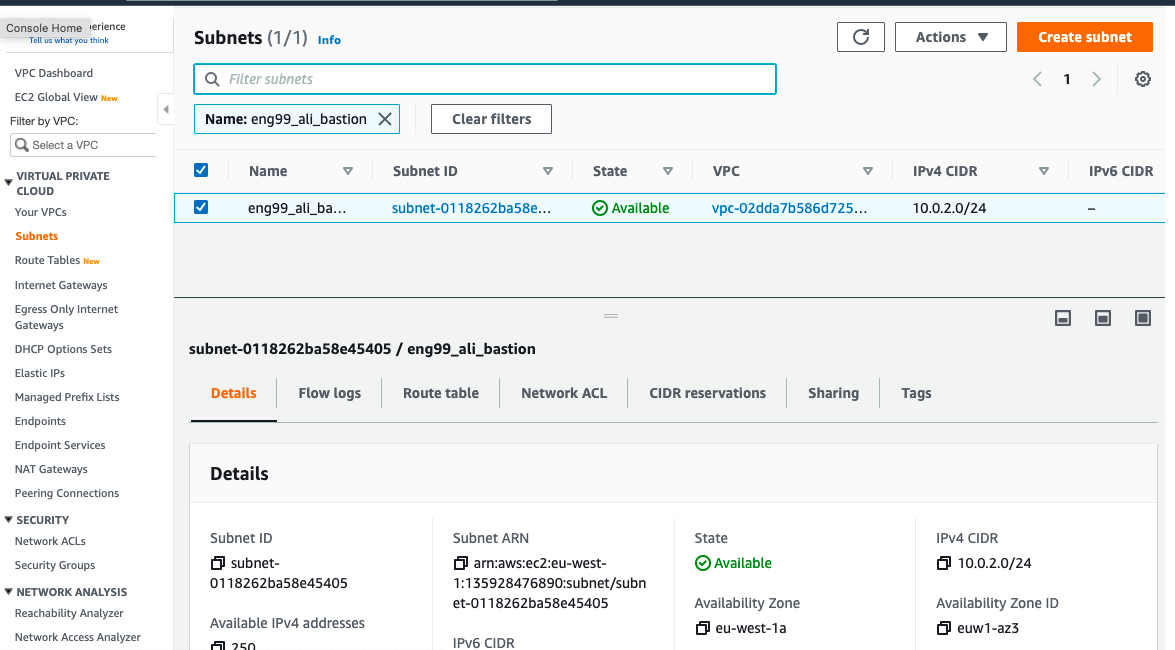 Console Home
perience
Tell us what you think
VPC Dashboard
EC2 Global View New
Filter by VPC:
Select a VPC
VIRTUAL PRIVATE
CLOUD
Your VPCs
Subnets
Route Tables New
Internet Gateways
Egress Only Internet
Gateways
DHCP Options Sets
Elastic IPs
Managed Prefix Lists
Endpoints
Endpoint Services
NAT Gateways
Peering Connections
SECURITY
Network ACLs
Security Groups
NETWORK ANALYSIS
Reachability Analyzer
Network Access Analyzer
Subnets (1/1) Info
Actions
Create subnet
Filter subnets
1
Name: eng99_ali_bastion
Clear filters
Name Subnet ID State VPC IPv4 CIDR IPv6 CIDR
eng99_ali_ba... subnet-0118262ba58e... Available vpc-02dda7b586d725... 10.0.2.0/24 –
subnet-0118262ba58e45405 / eng99_ali_bastion
Details Flow logs Route table Network ACL CIDR reservations Sharing Tags
Details
Subnet ID
subnet-
0118262ba58e45405
Available IPv4 addresses
250
Subnet ARN
arn:aws:ec2:eu-west-
1:135928476890:subnet/subn
et-0118262ba58e45405
IPv6 CIDR
State
Available
Availability Zone
eu-west-1a
IPv4 CIDR
10.0.2.0/24
Availability Zone ID
euw1-az3